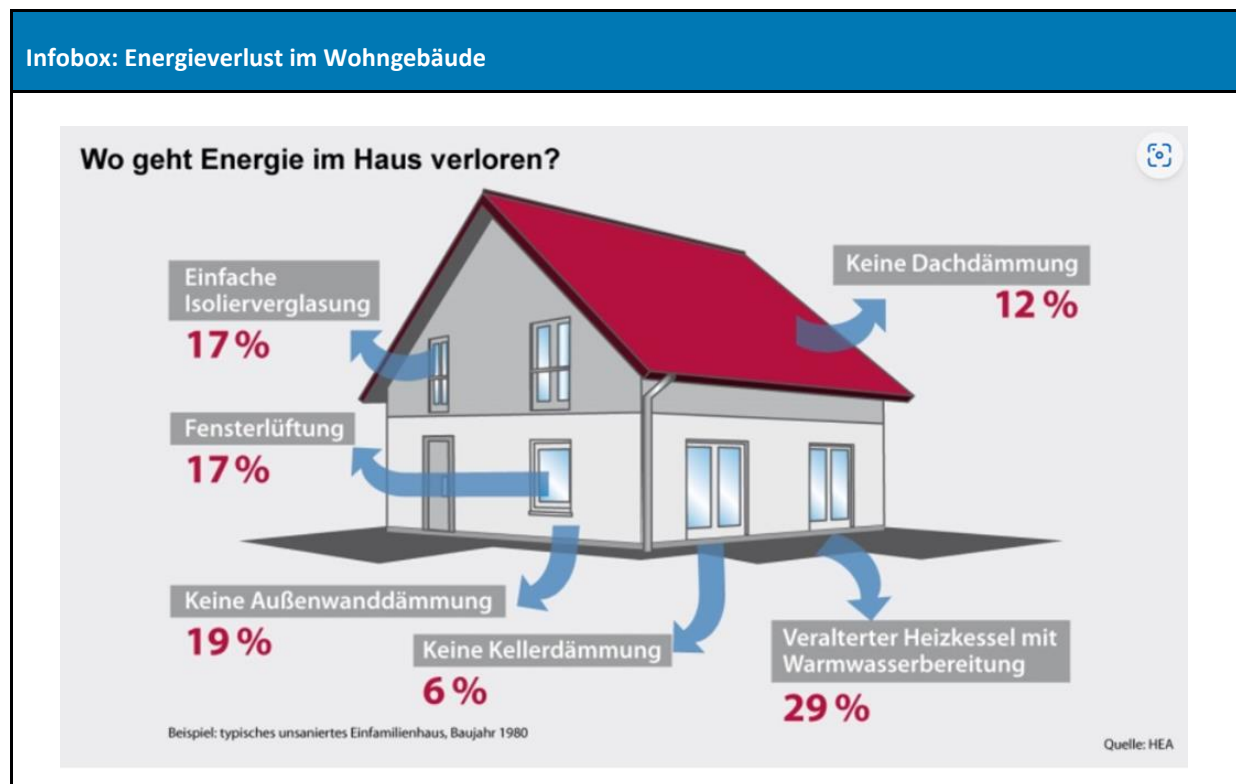 Infobox: Energieverlust im Wohngebäude
Wo geht Energie im Haus verloren?
Einfache
Isolierverglasung
17 %
Keine Dachdämmung
12 %
Fensterlüftung
17 %
Keine Außenwanddämmung
19 %
Keine Kellerdämmung
6 %
Veralterter Heizkessel mit
Warmwasserbereitung
29 %
Beispiel: typisches unsaniertes Einfamilienhaus, Baujahr 1980
Quelle: HEA